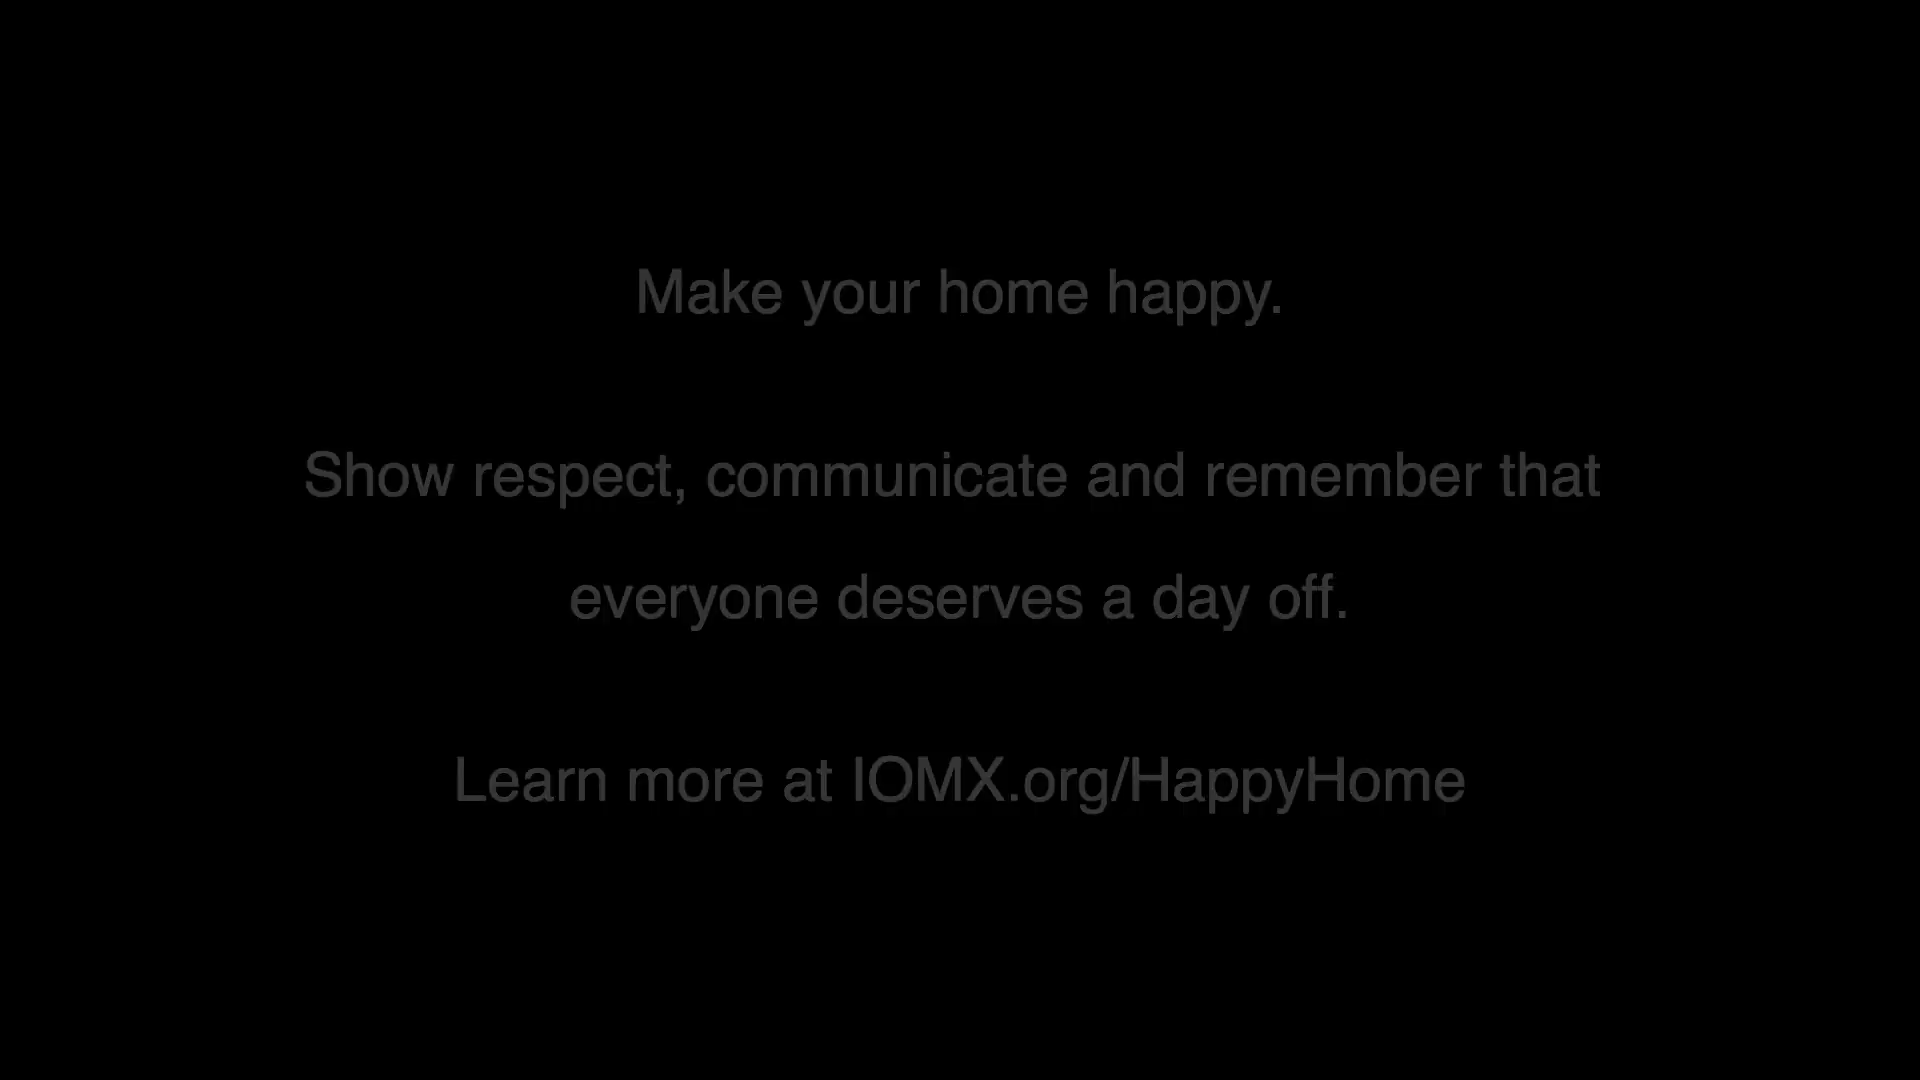 Make your home happy.
Show respect, communicate and remember that
everyone deserves a day off.
Learn more at IOMX.org/HappyHome